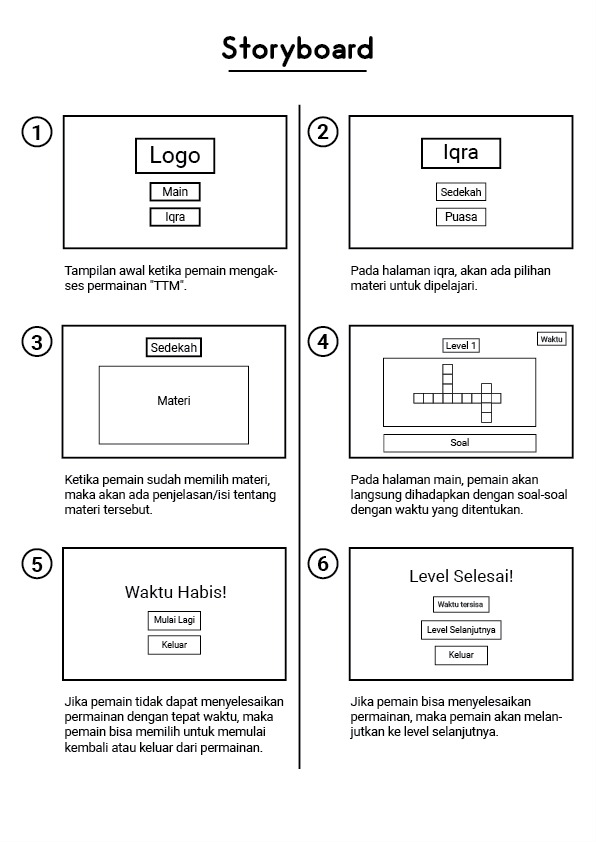 Storyboard
1
Logo
Main
Iqra
Tampilan awal ketika pemain mengak-
ses permainan "TTM".
2
Iqra
Sedekah
Puasa
Pada halaman iqra, akan ada pilihan
materi untuk dipelajari.
3
Sedekah
Materi
Ketika pemain sudah memilih materi,
maka akan ada penjelasan/isi tentang
materi tersebut.
4
Level 1
Waktu
Soal
Pada halaman main, pemain akan
langsung dihadapkan dengan soal-soal
dengan waktu yang ditentukan.
5
Waktu Habis!
Mulai Lagi
Keluar
Jika pemain tidak dapat menyelesaikan
permainan dengan tepat waktu, maka
pemain bisa memilih untuk memulai
kembali atau keluar dari permainan.
6
Level Selesai!
Waktu tersisa
Level Selanjutnya
Keluar
Jika pemain bisa menyelesaikan
permainan, maka pemain akan melan-
jutkan ke level selanjutnya.